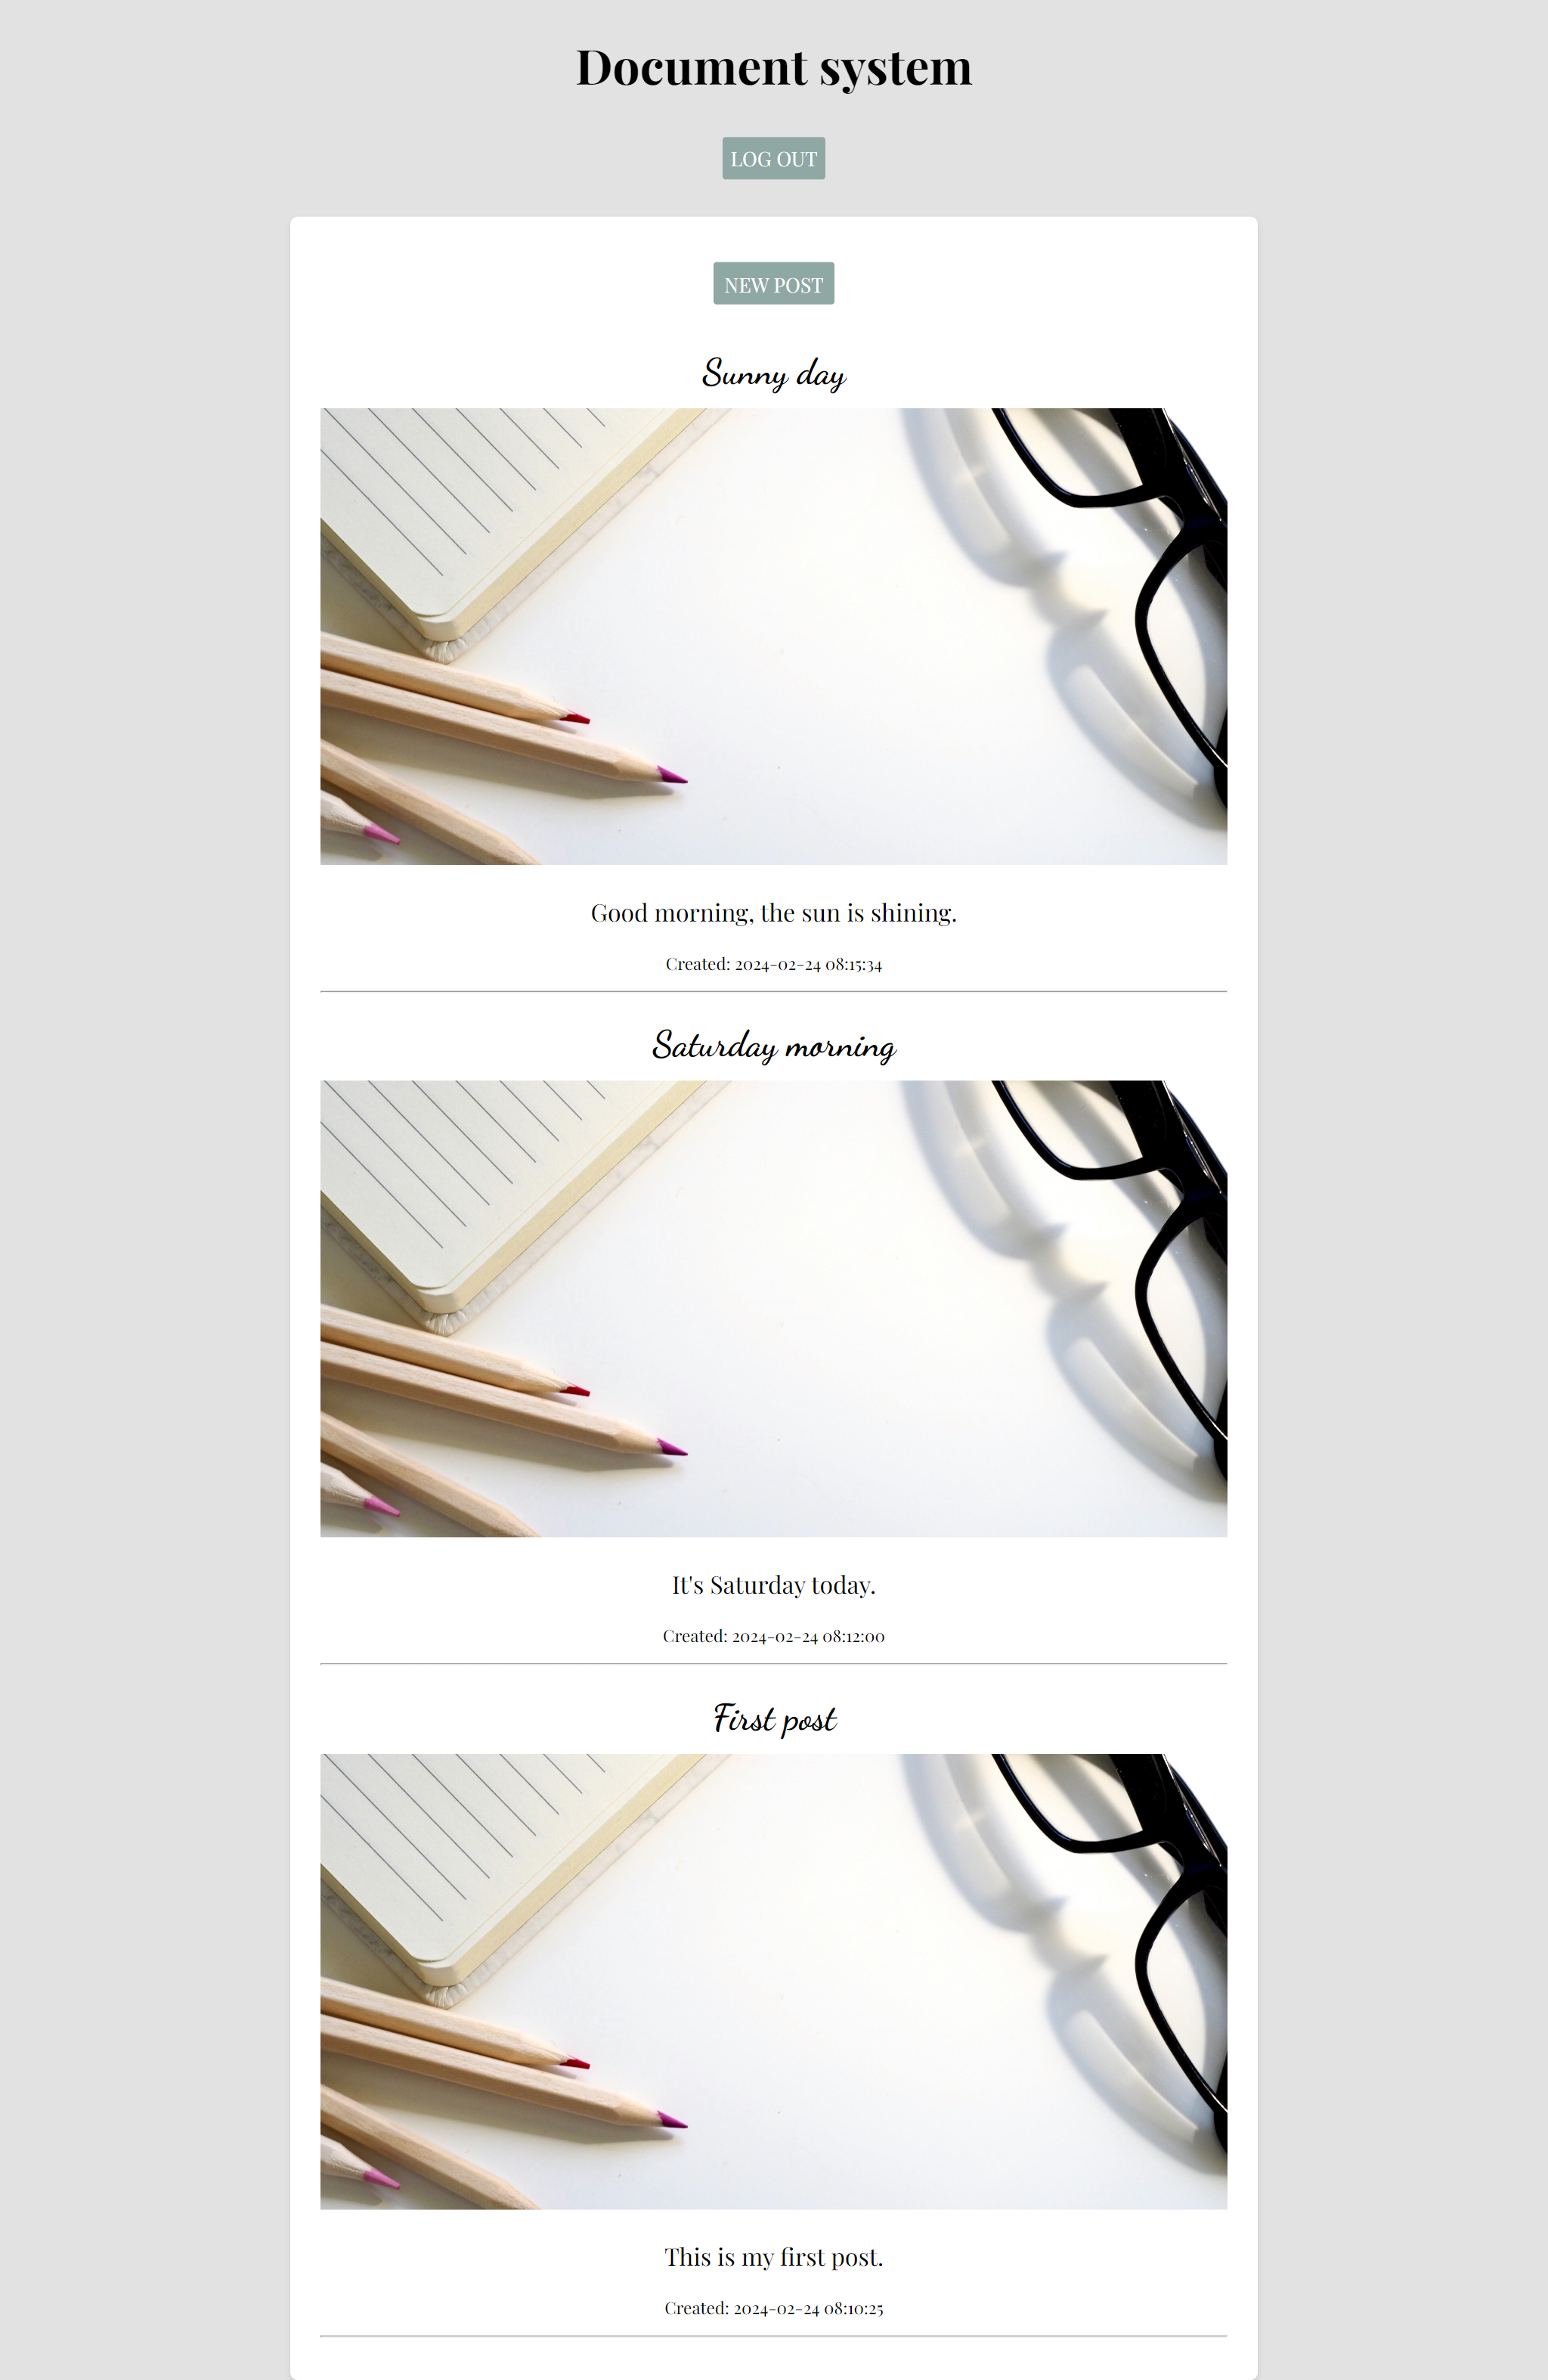 Document system
LOG OUT
NEW POST
Sunny day
Good morning, the sun is shining.
Created: 2024-02-24 08:15:34
Saturday morning
It's Saturday today.
Created: 2024-02-24 08:12:00
First post
This is my first post.
Created: 2024-02-24 08:10:25